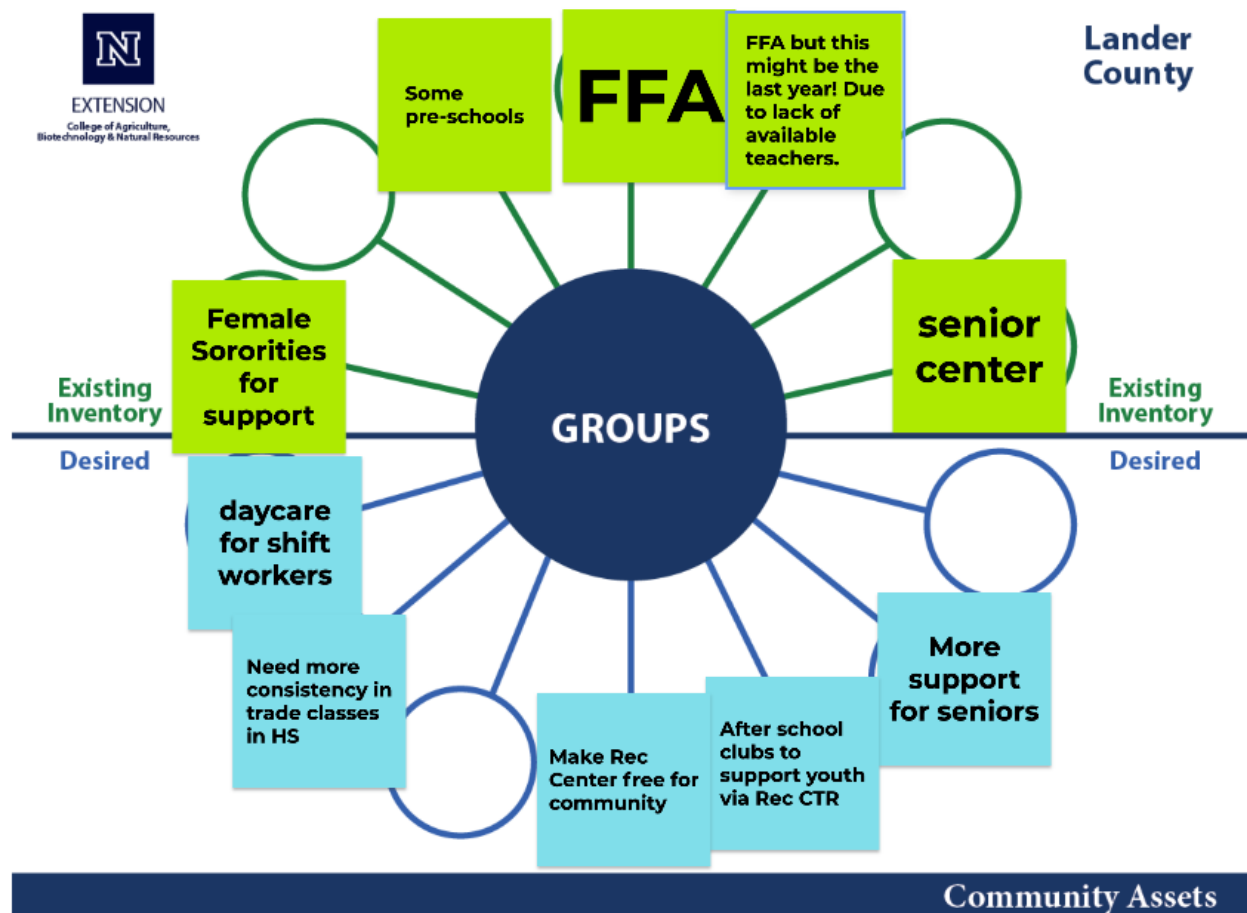 N
EXTENSION
College of Agriculture,
Biotechnology & Natural Resources
Lander
County
Some
pre-schools
FFA
FFA but this
might be the
last year! Due
to lack of
available
teachers.
Female
Sororities
for
support
senior
center
Existing
Inventory
Desired
GROUPS
Existing
Inventory
Desired
daycare
for shift
workers
Need more
consistency in
trade classes
in HS
Make Rec
Center free for
community
After school
clubs to
support youth
via Rec CTR
More
support
for seniors
Community Assets